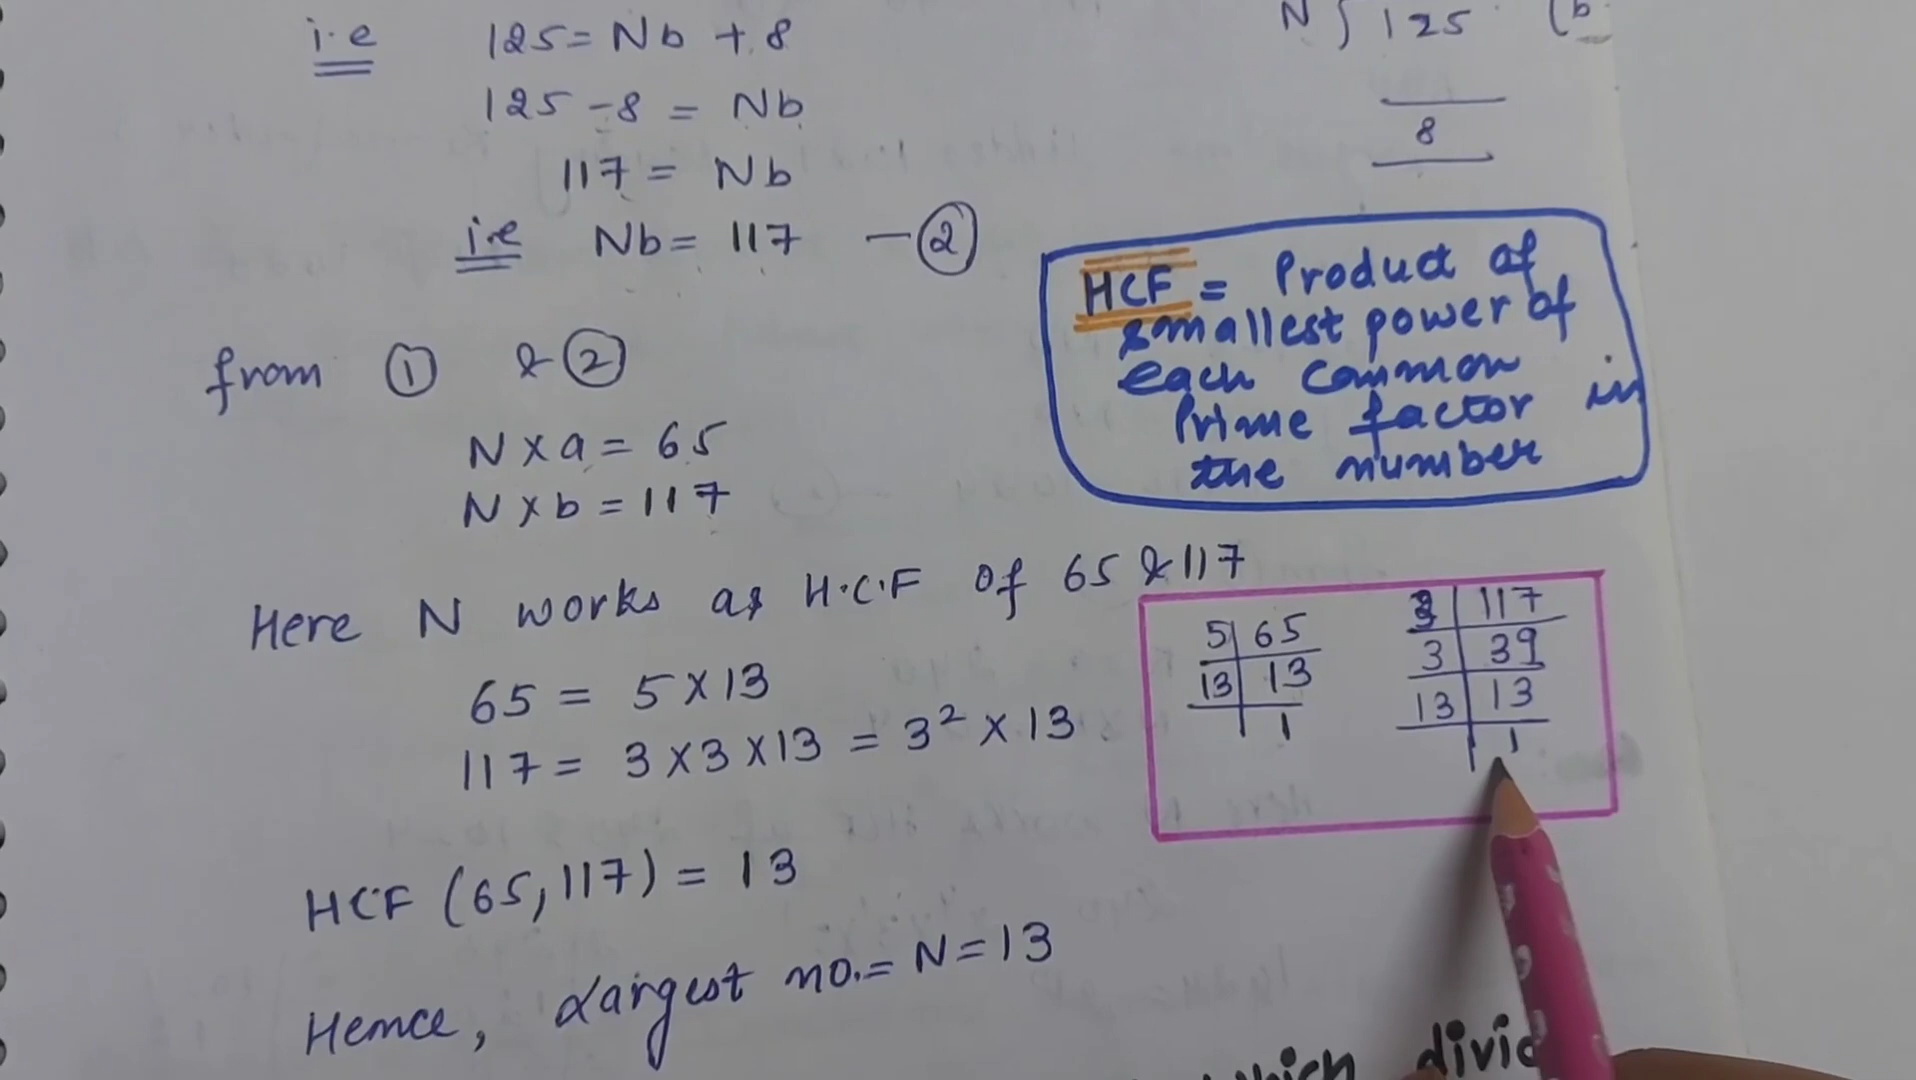 i.e 125 = Nb + 8
125 - 8 = Nb
117 = Nb
i.e Nb = 117 - ②
N ) 125 ( b
8
HCF = Product of
smallest power of
each common
Prime factor in
the number
from ① & ②
N × a = 65
N × b = 117
Here N works as H.C.F of 65 & 117
65 = 5 × 13
117 = 3 × 3 × 13 = 3² × 13
5 | 65
13 | 13
| 1
3 | 117
3 | 39
13 | 13
| 1
HCF (65, 117) = 13
Hence, Largest no. = N = 13
which